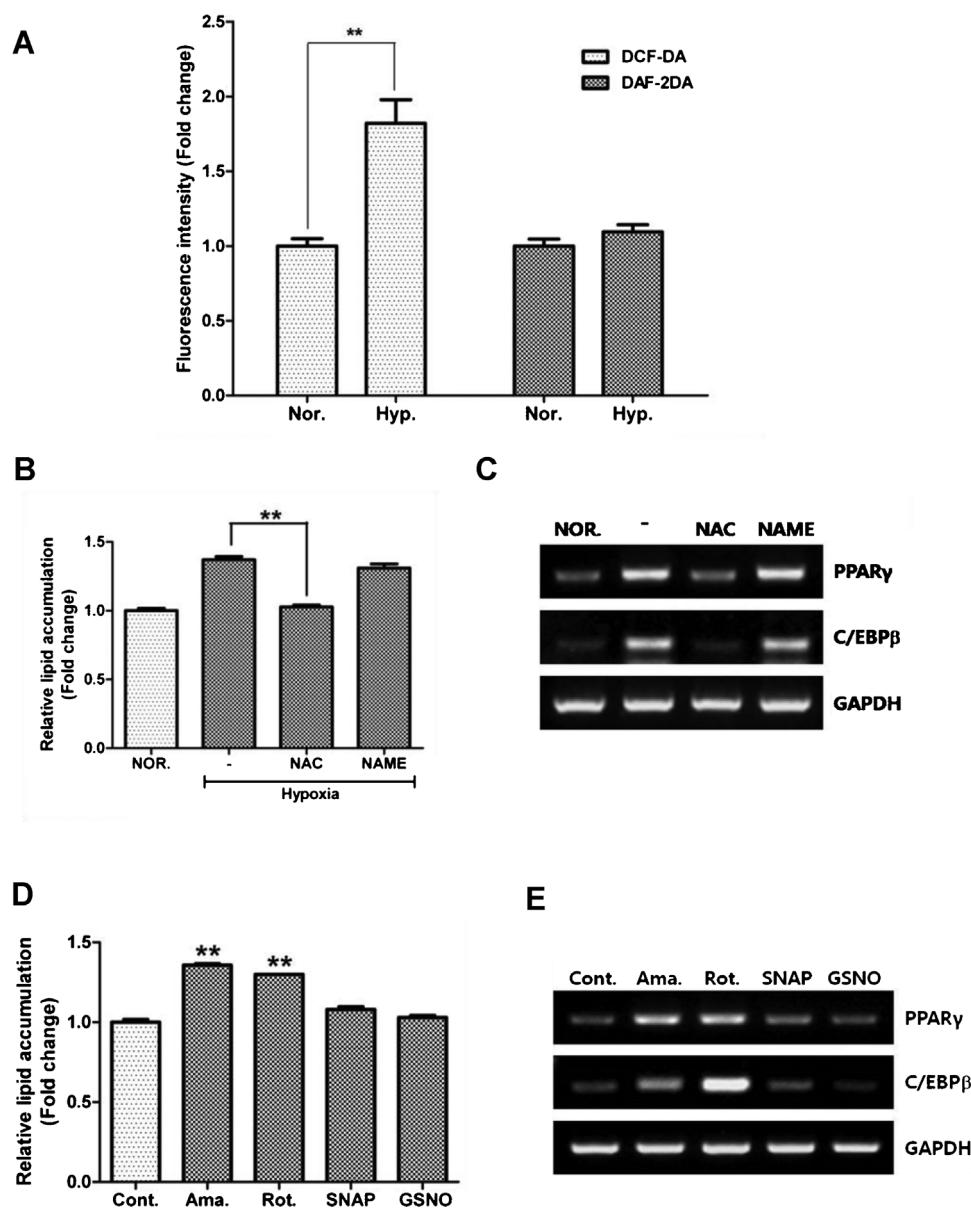 A
Fluorescence intensity (Fold change)
2.5
2.0
1.5
1.0
0.5
0.0
**
DCF-DA
DAF-2DA
Nor. Hyp. Nor. Hyp.
B
Relative lipid accumulation
(Fold change)
1.5
1.0
0.5
0.0
**
NOR. - NAC NAME
Hypoxia
C
NOR. - NAC NAME
PPARγ
C/EBPβ
GAPDH
D
Relative lipid accumulation
(Fold change)
1.5
1.0
0.5
0.0
** **
Cont. Ama. Rot. SNAP GSNO
E
Cont. Ama. Rot. SNAP GSNO
PPARγ
C/EBPβ
GAPDH